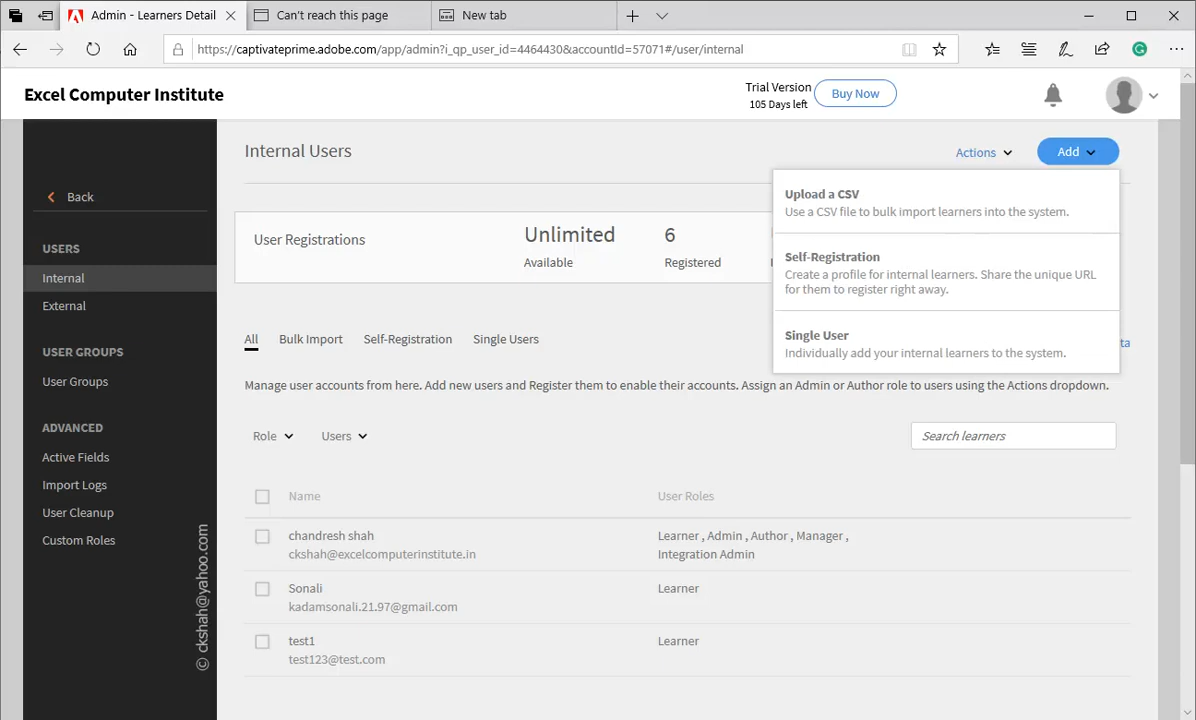 Admin - Learners Detail
Can't reach this page
New tab
https://captivateprime.adobe.com/app/admin?i_qp_user_id=4464430&accountId=57071#/user/internal
Excel Computer Institute
Trial Version
105 Days left
Buy Now
Back
USERS
Internal
External
USER GROUPS
User Groups
ADVANCED
Active Fields
Import Logs
User Cleanup
Custom Roles
© ckshah@yahoo.com
Internal Users
Actions
Add
Upload a CSV
Use a CSV file to bulk import learners into the system.
Self-Registration
Create a profile for internal learners. Share the unique URL
for them to register right away.
Single User
Individually add your internal learners to the system.
User Registrations
Unlimited
Available
6
Registered
All
Bulk Import
Self-Registration
Single Users
ta
Manage user accounts from here. Add new users and Register them to enable their accounts. Assign an Admin or Author role to users using the Actions dropdown.
Role
Users
Search learners
Name
User Roles
chandresh shah
ckshah@excelcomputerinstitute.in
Learner , Admin , Author , Manager ,
Integration Admin
Sonali
kadamsonali.21.97@gmail.com
Learner
test1
test123@test.com
Learner